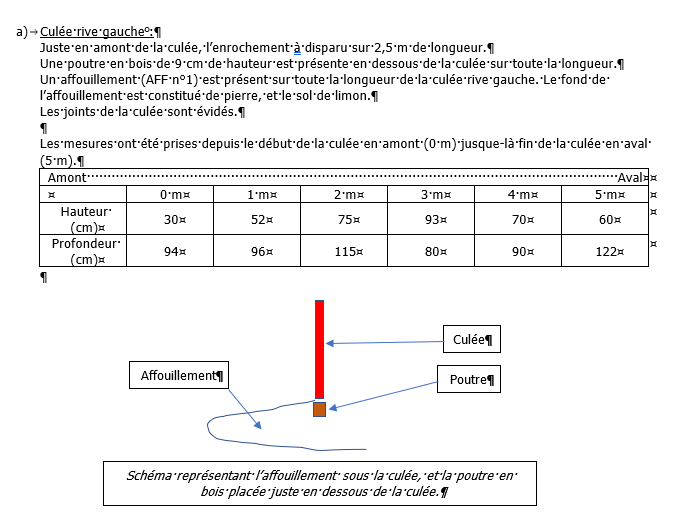 a) Culée rive gauche°:
Juste en amont de la culée, l'enrochement à disparu sur 2,5 m de longueur.
Une poutre en bois de 9 cm de hauteur est présente en dessous de la culée sur toute la longueur.
Un affouillement (AFF n°1) est présent sur toute la longueur de la culée rive gauche. Le fond de
l'affouillement est constitué de pierre, et le sol de limon.
Les joints de la culée sont évidés.
Les mesures ont été prises depuis le début de la culée en amont (0 m) jusque-là fin de la culée en aval
(5 m).
Amont Aval
0 m 1 m 2 m 3 m 4 m 5 m
Hauteur (cm) 30 52 75 93 70 60
Profondeur (cm) 94 96 115 80 90 122
Culée
Affouillement
Poutre
Schéma représentant l'affouillement sous la culée, et la poutre en
bois placée juste en dessous de la culée.